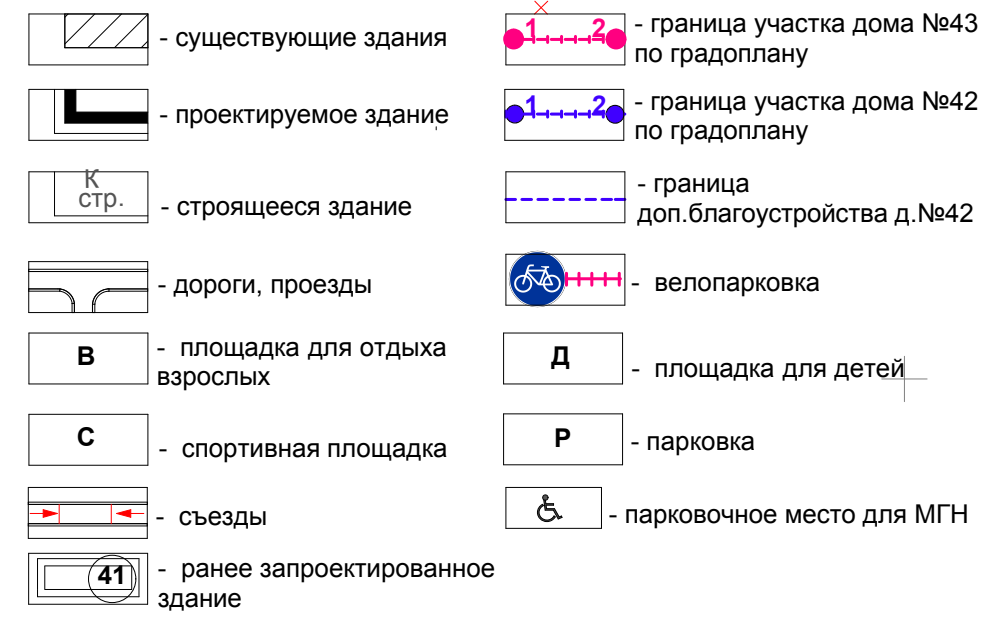 - существующие здания
- проектируемое здание
К
стр.
- строящееся здание
- дороги, проезды
В
- площадка для отдыха
взрослых
С
- спортивная площадка
- съезды
41
- ранее запроектированное
здание
1 2
- граница участка дома №43
по градоплану
1 2
- граница участка дома №42
по градоплану
- граница
доп.благоустройства д.№42
- велопарковка
Д
- площадка для детей
Р
- парковка
- парковочное место для МГН